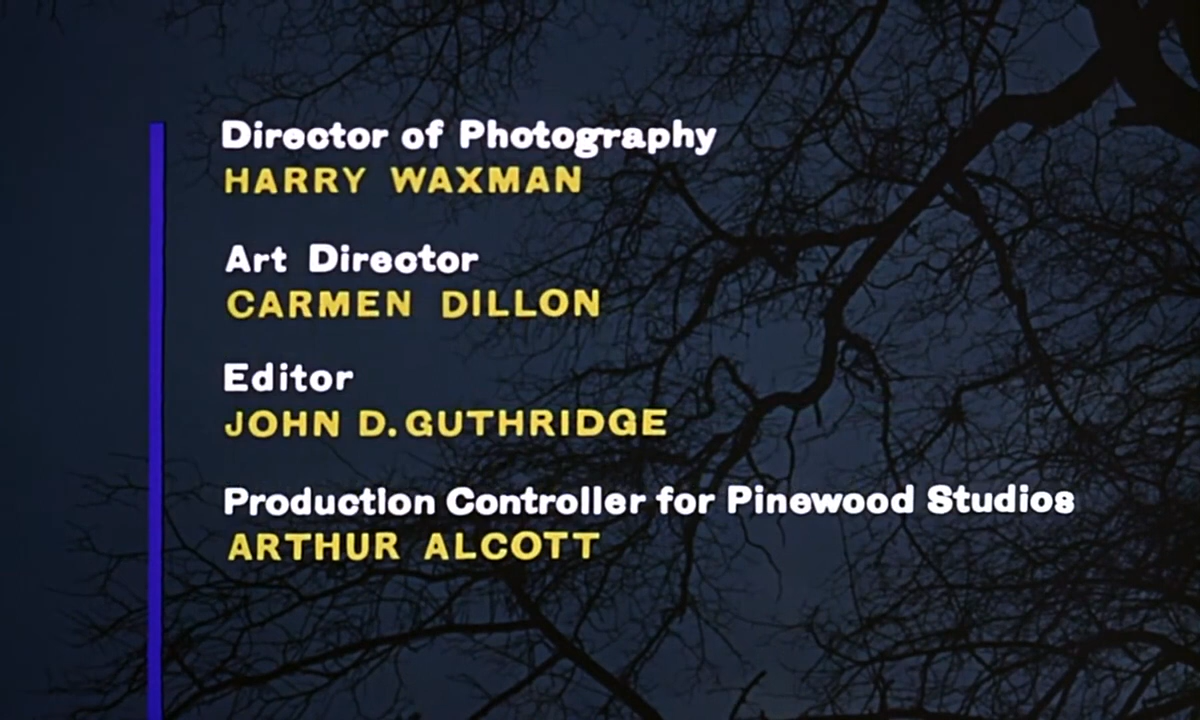 Director of Photography
HARRY WAXMAN
Art Director
CARMEN DILLON
Editor
JOHN D. GUTHRIDGE
Production Controller for Pinewood Studios
ARTHUR ALCOTT